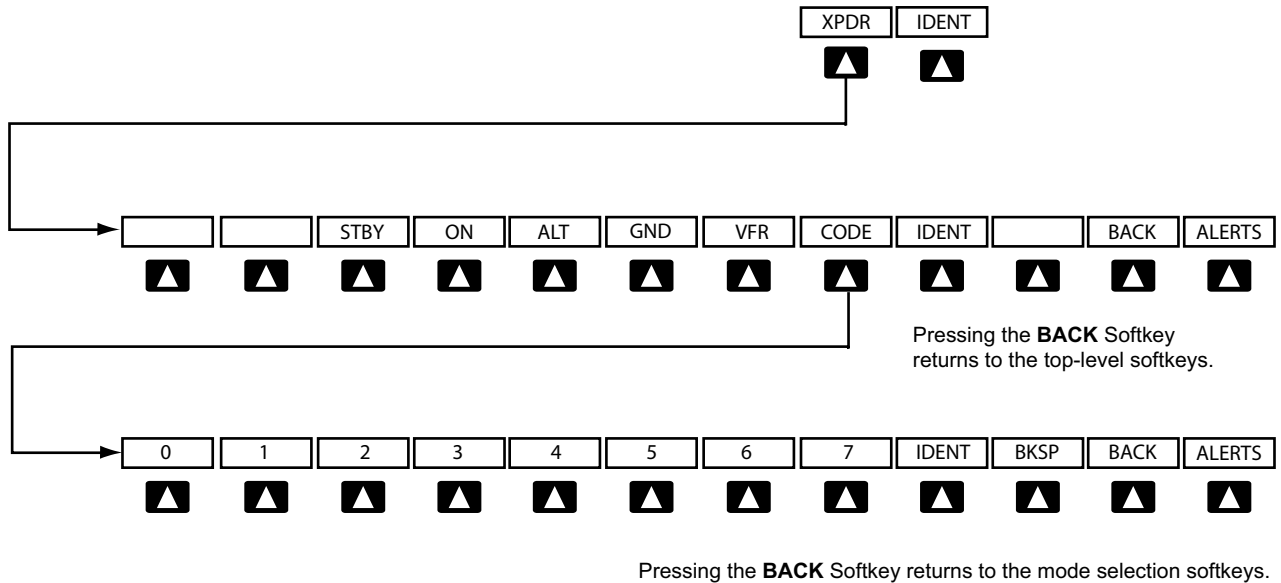 XPDR IDENT
STBY ON ALT GND VFR CODE IDENT BACK ALERTS
Pressing the BACK Softkey
returns to the top-level softkeys.
0 1 2 3 4 5 6 7 IDENT BKSP BACK ALERTS
Pressing the BACK Softkey returns to the mode selection softkeys.